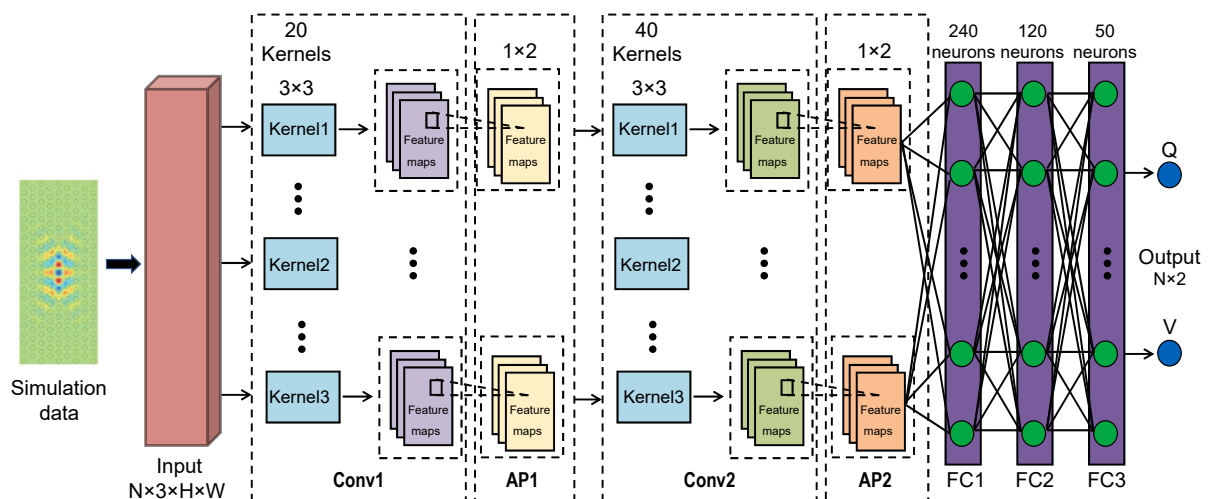 20
Kernels
3×3
Kernel1
Feature
maps
Kernel2
Kernel3
Feature
maps
Conv1
1×2
Feature
maps
Feature
maps
AP1
40
Kernels
3×3
Kernel1
Feature
maps
Kernel2
Kernel3
Feature
maps
Conv2
1×2
Feature
maps
Feature
maps
AP2
240
neurons
120
neurons
50
neurons
FC1
FC2
FC3
Q
Output
N×2
V
Simulation
data
Input
N×3×H×W